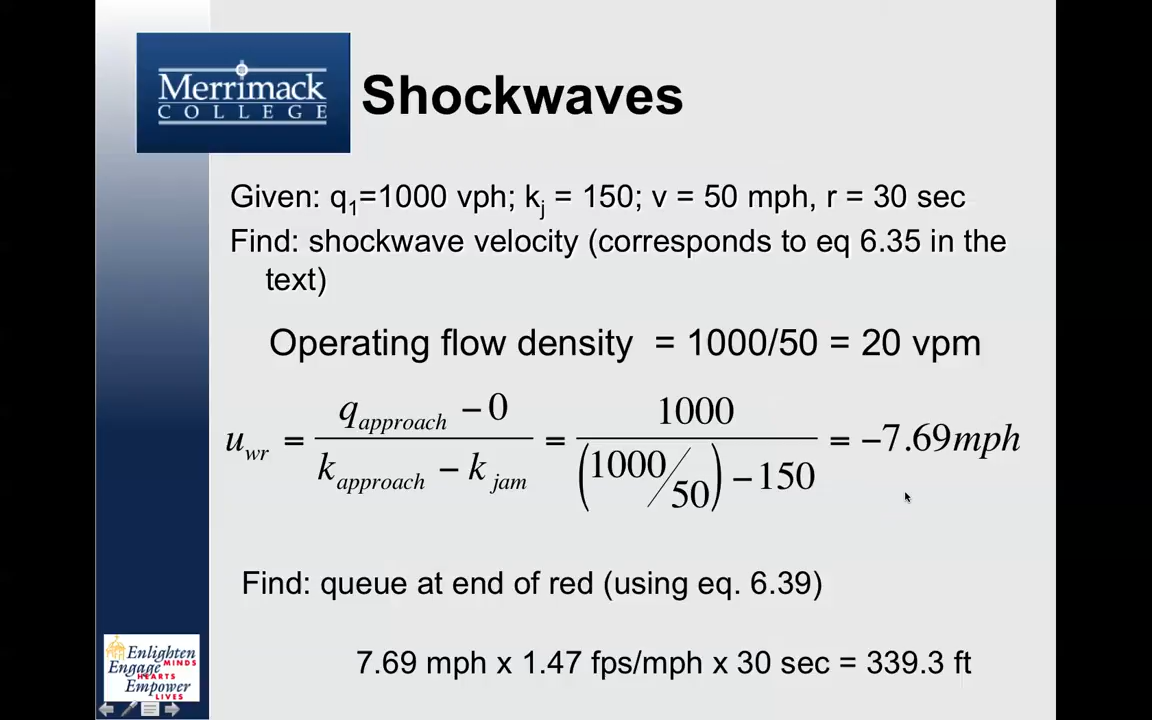 Merrimack
COLLEGE
Shockwaves
Given: q1=1000 vph; kj = 150; v = 50 mph, r = 30 sec
Find: shockwave velocity (corresponds to eq 6.35 in the
text)
Operating flow density = 1000/50 = 20 vpm
u_wr = (q_approach − 0) / (k_approach − k_jam) = 1000 / ((1000/50) − 150) = −7.69mph
Find: queue at end of red (using eq. 6.39)
7.69 mph x 1.47 fps/mph x 30 sec = 339.3 ft
Enlighten
MINDS
Engage
HEARTS
Empower
LIVES